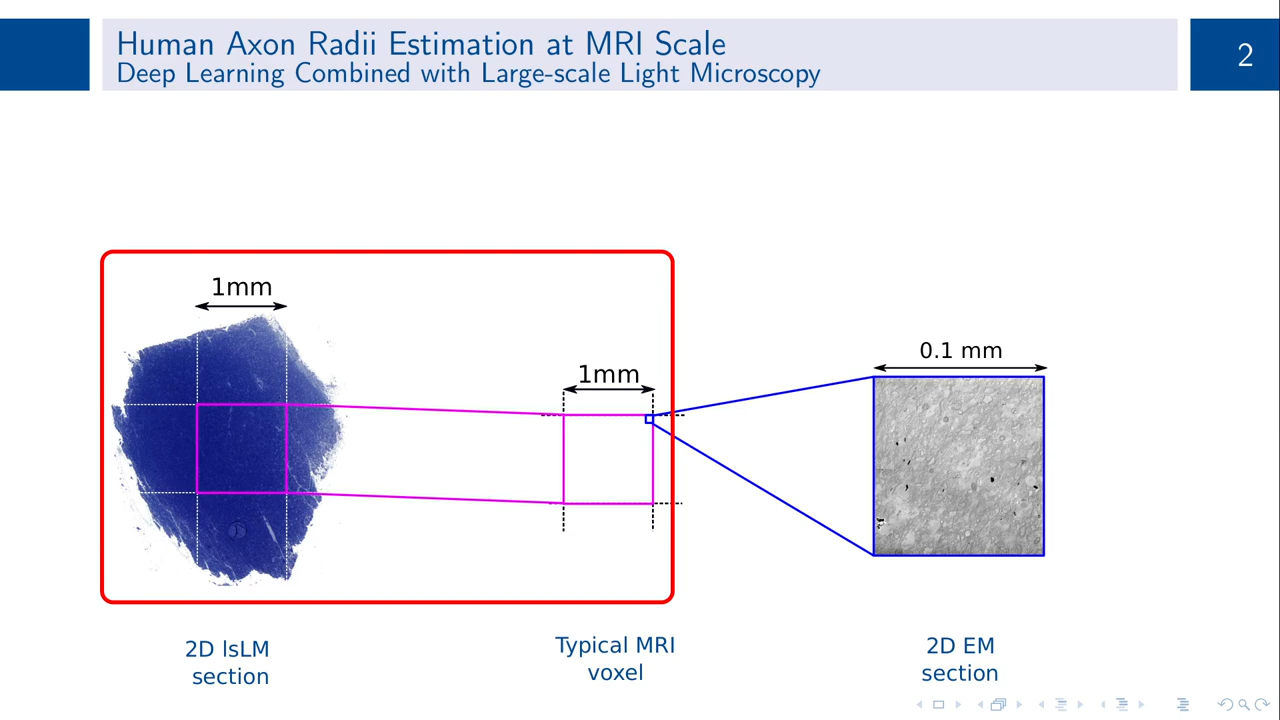 Human Axon Radii Estimation at MRI Scale
Deep Learning Combined with Large-scale Light Microscopy
2
1mm
1mm
0.1 mm
2D lsLM
section
Typical MRI
voxel
2D EM
section